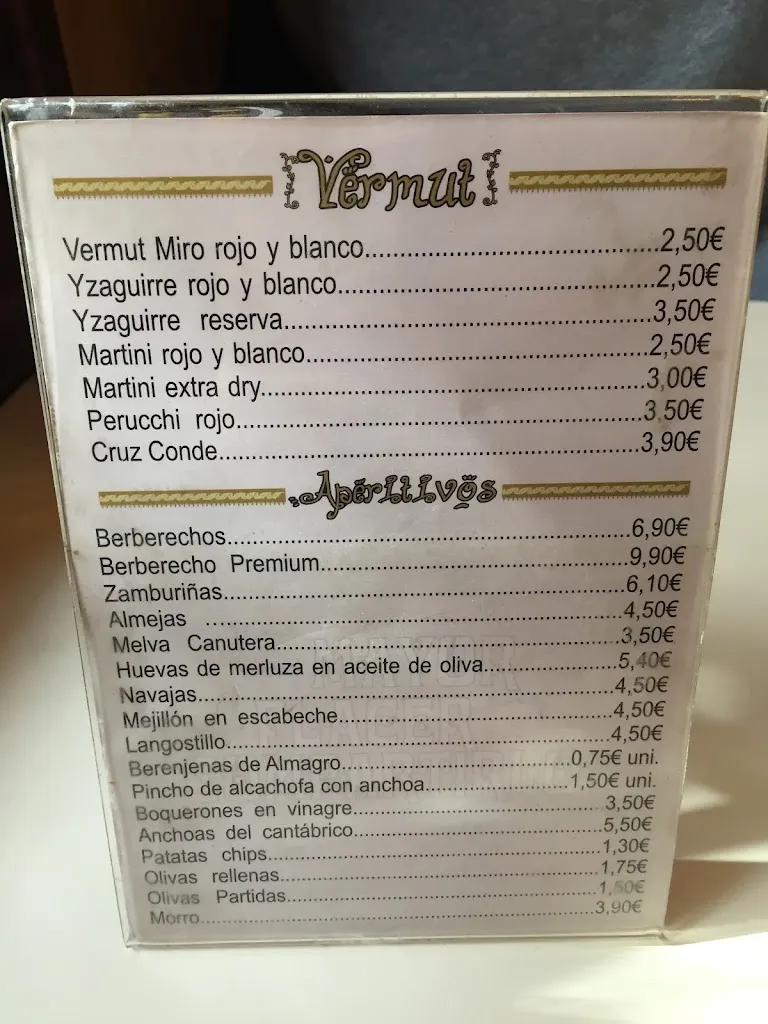 Vermut
Vermut Miro rojo y blanco....................................2,50€
Yzaguirre rojo y blanco.......................................2,50€
Yzaguirre reserva..............................................3,50€
Martini rojo y blanco...........................................2,50€
Martini extra dry.................................................3,00€
Perucchi rojo.....................................................3,50€
Cruz Conde.......................................................3,90€
Aperitivos
Berberechos......................................................6,90€
Berberecho Premium.........................................9,90€
Zamburiñas.......................................................6,10€
Almejas ............................................................4,50€
Melva Canutera.................................................3,50€
Huevas de merluza en aceite de oliva..................5,40€
Navajas............................................................4,50€
Mejillón en escabeche.......................................4,50€
Langostillo........................................................4,50€
Berenjenas de Almagro...............................0,75€ uni.
Pincho de alcachofa con anchoa...................1,50€ uni.
Boquerones en vinagre......................................3,50€
Anchoas del cantábrico......................................5,50€
Patatas chips....................................................1,30€
Olivas rellenas..................................................1,75€
Olivas Partidas..................................................1,50€
Morro...............................................................3,90€